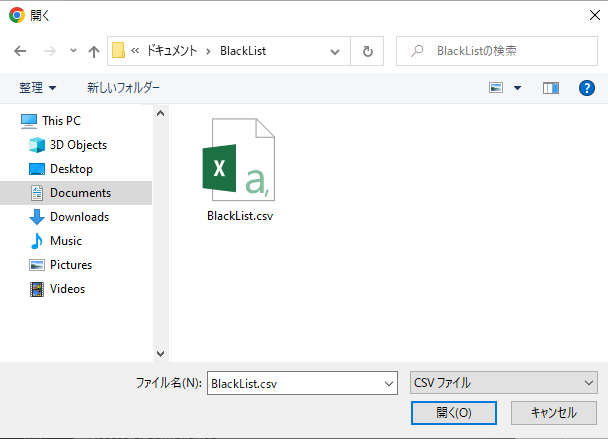 開く
« ドキュメント › BlackList
BlackListの検索
整理
新しいフォルダー
?
This PC
3D Objects
Desktop
Documents
Downloads
Music
Pictures
Videos
X
a,
BlackList.csv
ファイル名(N):
BlackList.csv
CSV ファイル
開く(O)
キャンセル